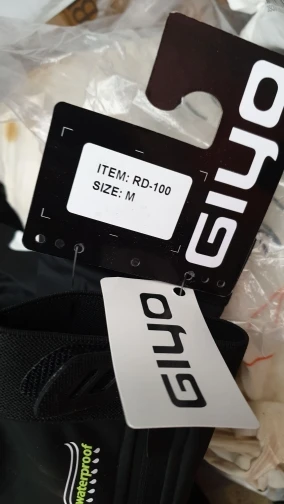 GIYO
ITEM: RD-100
SIZE: M
GIYO
waterproof